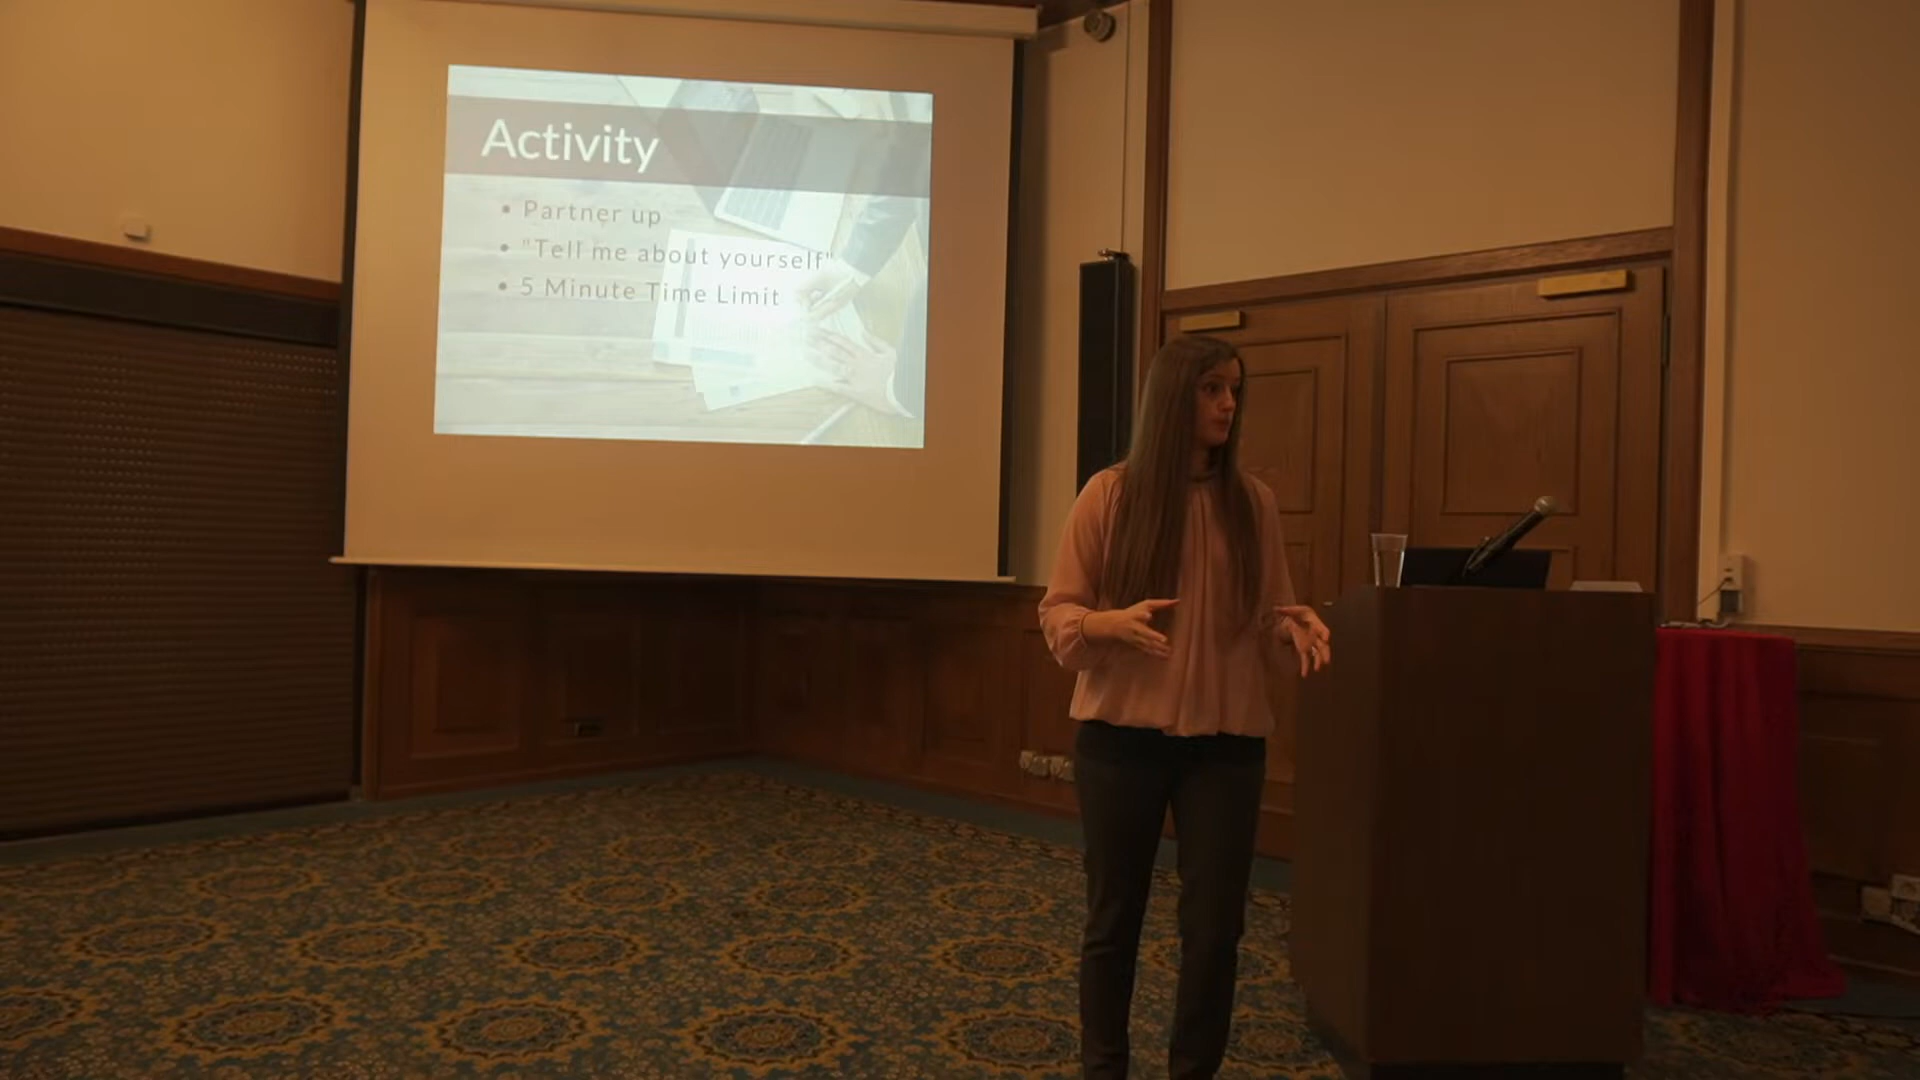 Activity
• Partner up
• "Tell me about yourself"
• 5 Minute Time Limit